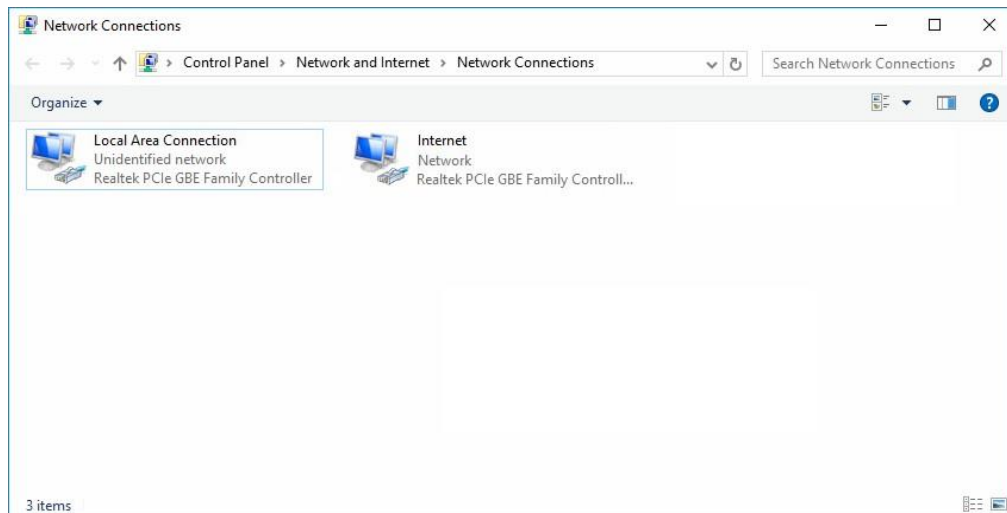 Network Connections
Control Panel > Network and Internet > Network Connections
Search Network Connections
Organize
Local Area Connection
Unidentified network
Realtek PCIe GBE Family Controller
Internet
Network
Realtek PCIe GBE Family Controll...
3 items